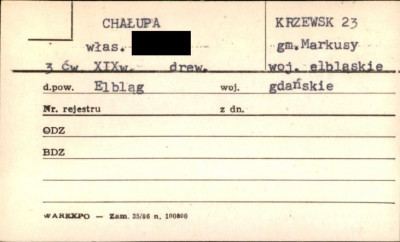 CHAŁUPA KRZEWSK 23
włas. gm.Markusy
3 ćw XIXw. drew. woj. elbląskie
d.pow. Elbląg woj. gdańskie
Nr. rejestru z dn.
ODZ
BDZ
WAREXPO — Zam. 35/86 n. 100000